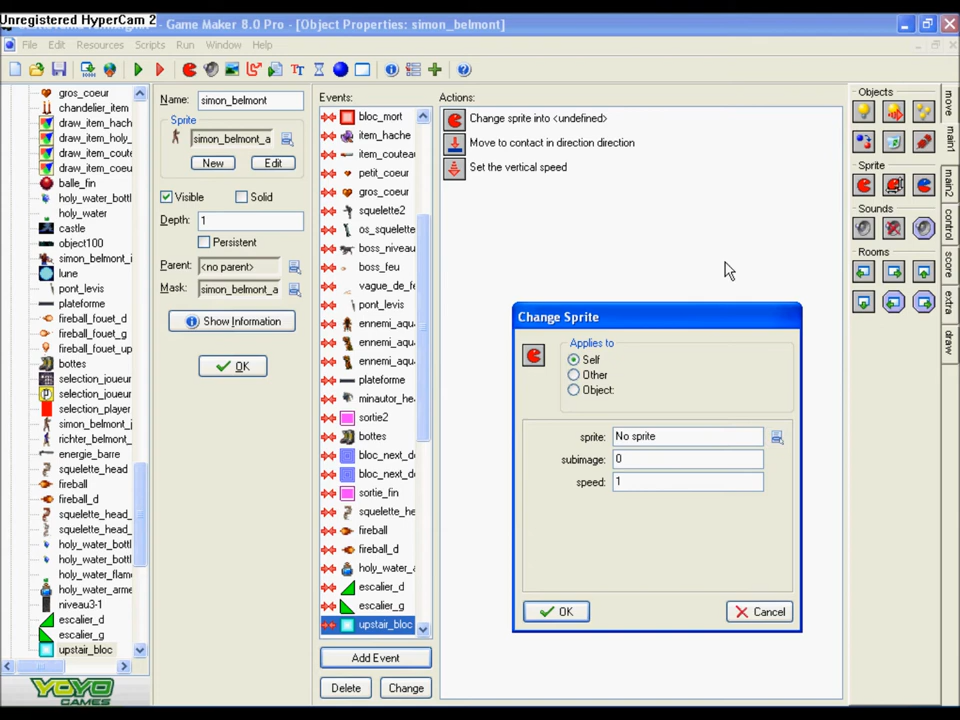 Unregistered HyperCam 2
Game Maker 8.0 Pro - [Object Properties: simon_belmont]
File Edit Resources Scripts Run Window Help
gros_coeur
chandelier_item
draw_item_hach
draw_item_holy_
draw_item_coute
draw_item_coeu
balle_fin
holy_water_bottl
holy_water
castle
object100
simon_belmont_i
lune
pont_levis
plateforme
fireball_fouet_d
fireball_fouet_g
fireball_fouet_up
bottes
selection_joueur
selection_joueur
selection_player
simon_belmont_
richter_belmont_
energie_barre
squelette_head
fireball
fireball_d
squelette_head_
squelette_head_
holy_water_bottl
holy_water_bottl
holy_water_flam
holy_water_arme
niveau3-1
escalier_d
escalier_g
upstair_bloc
YOYO
GAMES
Name: simon_belmont
Sprite
simon_belmont_a
New Edit
Visible Solid
Depth: 1
Persistent
Parent: <no parent>
Mask: simon_belmont_a
Show Information
OK
Events:
bloc_mort
item_hache
item_couteau
petit_coeur
gros_coeur
squelette2
os_squelette
boss_niveau
boss_feu
vague_de_fe
pont_levis
ennemi_aqu
ennemi_aqu
ennemi_aqu
plateforme
minautor_he
sortie2
bottes
bloc_next_d
bloc_next_d
sortie_fin
squelette_he
fireball
fireball_d
holy_water_
escalier_d
escalier_g
upstair_bloc
Add Event
Delete Change
Actions:
Change sprite into <undefined>
Move to contact in direction direction
Set the vertical speed
Change Sprite
Applies to
Self
Other
Object:
sprite: No sprite
subimage: 0
speed: 1
OK Cancel
Objects
Sprite
Sounds
Rooms
move
main1
main2
control
score
extra
draw